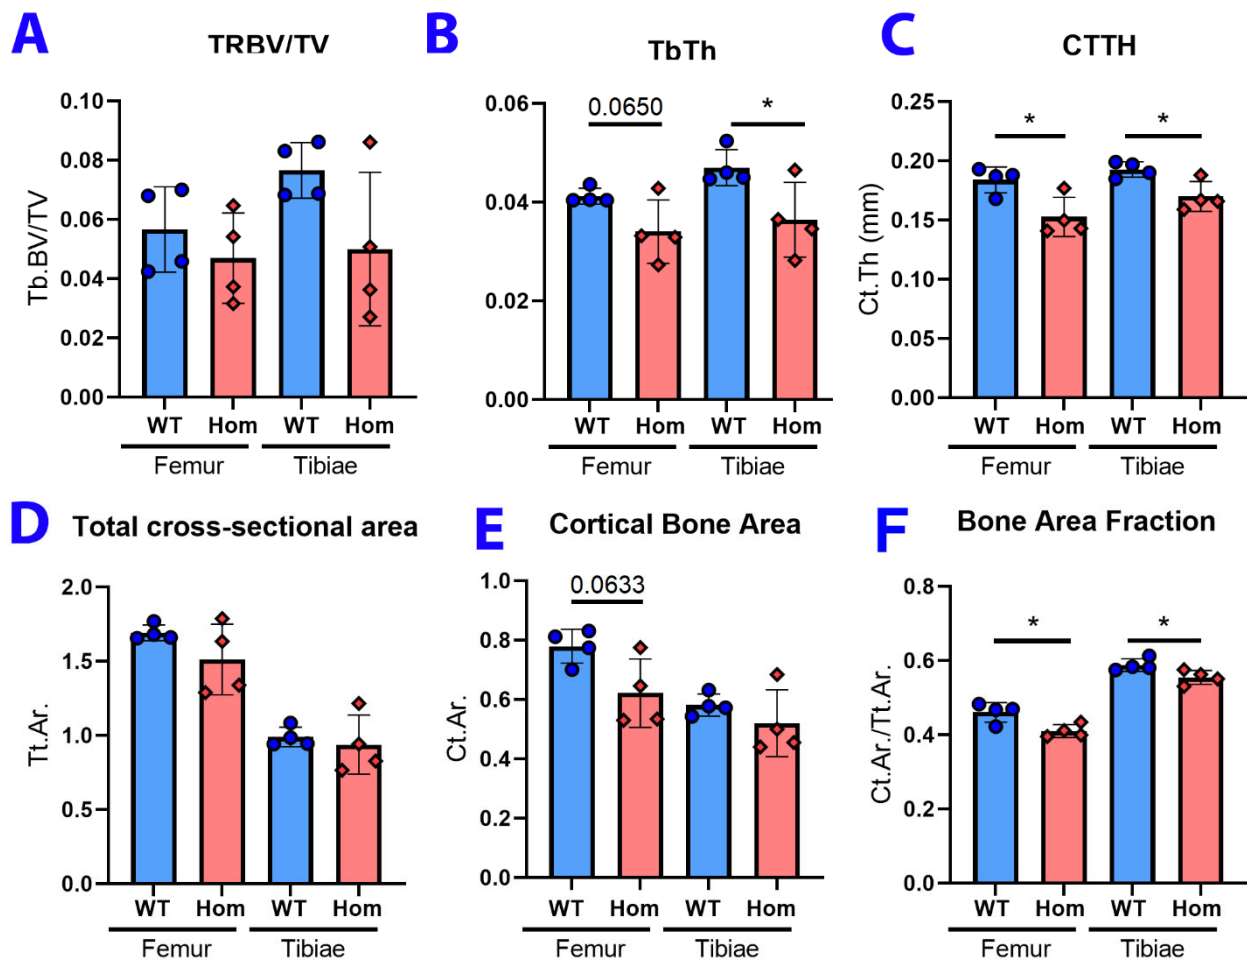 A
TRBV/TV
Tb.BV/TV
0.10
0.08
0.06
0.04
0.02
0.00
WT Hom WT Hom
Femur Tibiae
B
TbTh
0.06
0.04
0.02
0.00
0.0650
*
WT Hom WT Hom
Femur Tibiae
C
CTTH
Ct.Th (mm)
0.25
0.20
0.15
0.10
0.05
0.00
* *
WT Hom WT Hom
Femur Tibiae
D
Total cross-sectional area
Tt.Ar.
2.0
1.5
1.0
0.5
0.0
WT Hom WT Hom
Femur Tibiae
E
Cortical Bone Area
Ct.Ar.
1.0
0.8
0.6
0.4
0.2
0.0
0.0633
WT Hom WT Hom
Femur Tibiae
F
Bone Area Fraction
Ct.Ar./Tt.Ar.
0.8
0.6
0.4
0.2
0.0
* *
WT Hom WT Hom
Femur Tibiae